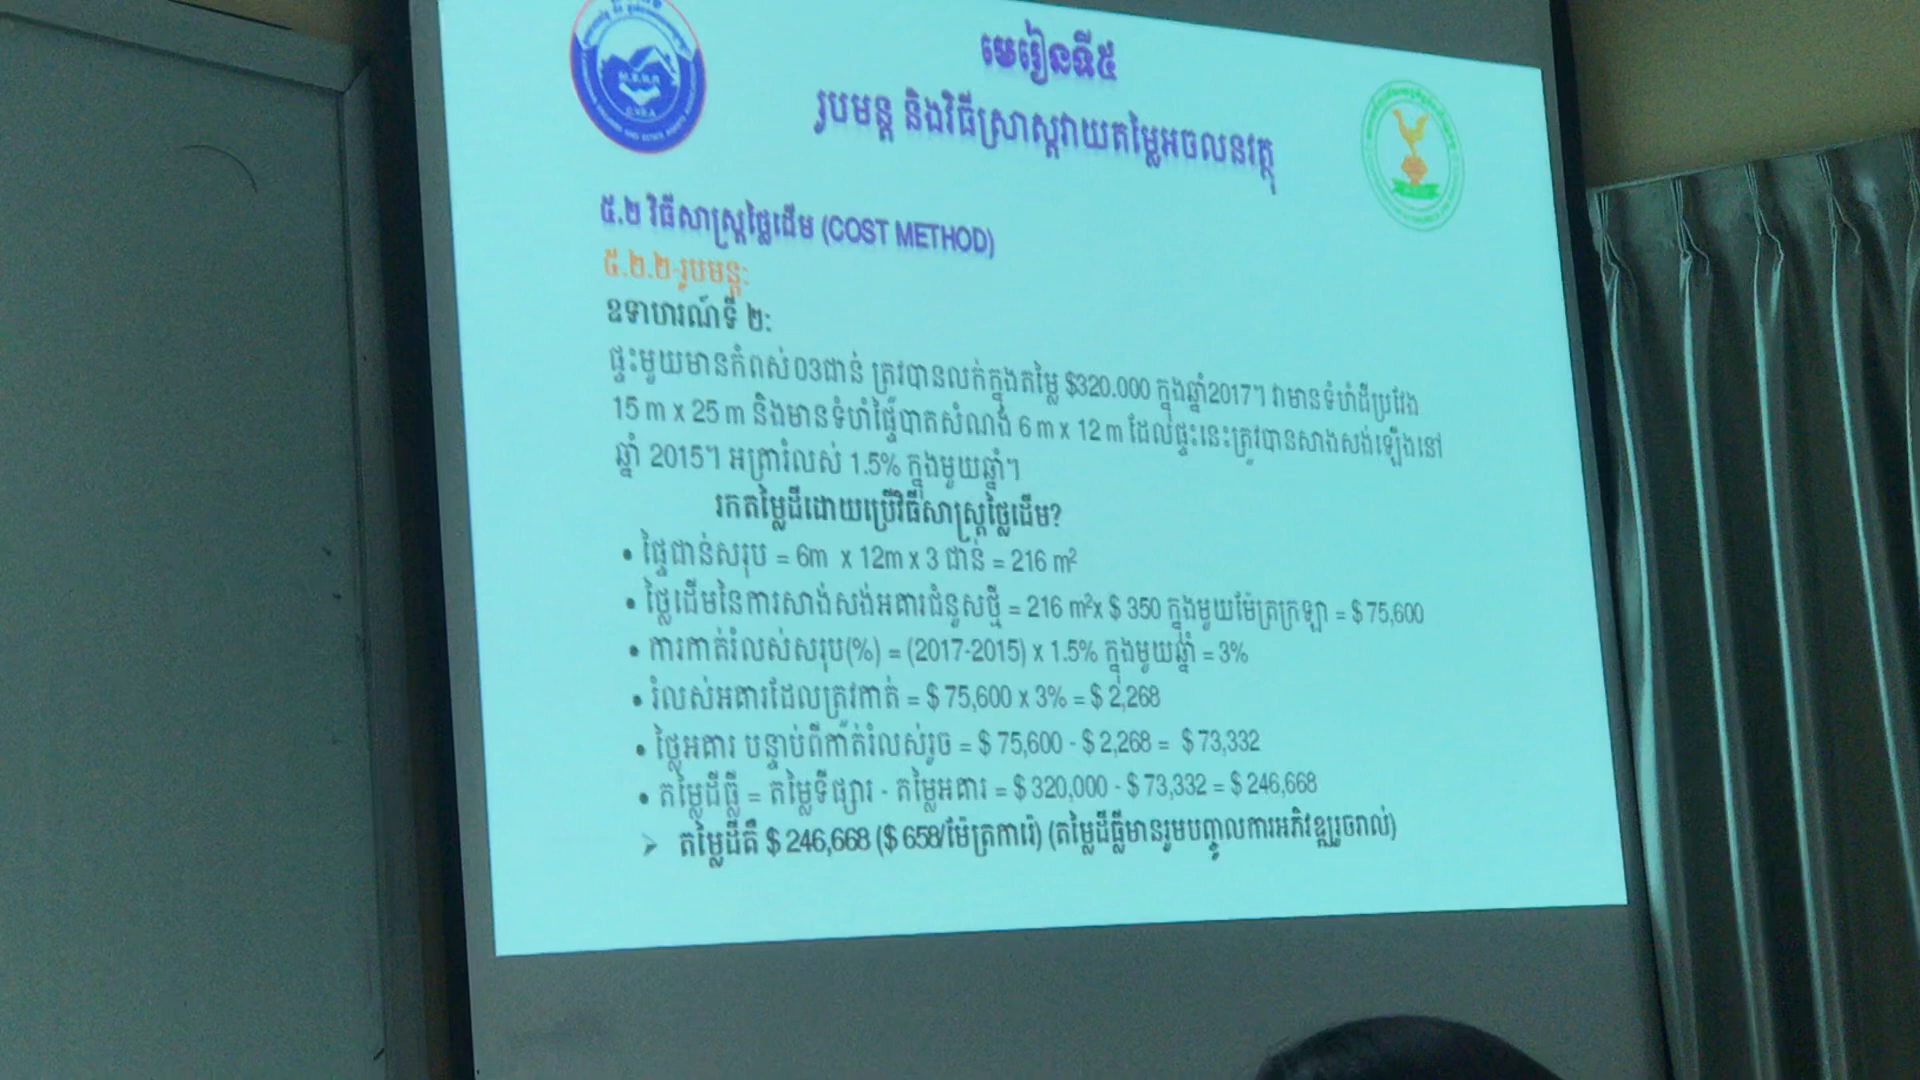 មេរៀនទី៥
រូបមន្ត និងវិធីស្រាស្តវាយតម្លៃអចលនវត្ថុ
៥.២ វិធីសាស្ត្រថ្លៃដើម (COST METHOD)
៥.២.២-រូបមន្ត:
ឧទាហរណ៍ទី ២:
ផ្ទះមួយមានកំពស់ 03ជាន់ ត្រូវបានលក់ក្នុងតម្លៃ $320.000 ក្នុងឆ្នាំ2017។ វាមានទំហំដីប្រវែង
15 m x 25 m និងមានទំហំផ្ទៃបាតសំណង់ 6 m x 12 m ដែលផ្ទះនេះត្រូវបានសាងសង់ឡើងនៅ
ឆ្នាំ 2015។ អត្រារំលស់ 1.5% ក្នុងមួយឆ្នាំ។
រកតម្លៃដីដោយប្រើវិធីសាស្ត្រថ្លៃដើម?
• ផ្ទៃជាន់សរុប = 6m x 12m x 3 ជាន់ = 216 m²
• ថ្លៃដើមនៃការសាង់សង់អគារជំនួសថ្មី = 216 m²x $ 350 ក្នុងមួយម៉ែត្រក្រឡា = $ 75,600
• ការកាត់រំលស់សរុប(%) = (2017-2015) x 1.5% ក្នុងមួយឆ្នាំ = 3%
• រំលស់អគារដែលត្រូវកាត់ = $ 75,600 x 3% = $ 2,268
• ថ្លៃអគារ បន្ទាប់ពីកាត់រំលស់រួច = $ 75,600 - $ 2,268 = $ 73,332
• តម្លៃដីធ្លី = តម្លៃទីផ្សារ - តម្លៃអគារ = $ 320,000 - $ 73,332 = $ 246,668
➢ តម្លៃដីគឺ $ 246,668 ($ 658/ម៉ែត្រការ៉េ) (តម្លៃដីធ្លីមានរួមបញ្ចូលការអភិវឌ្ឍរួចរាល់)